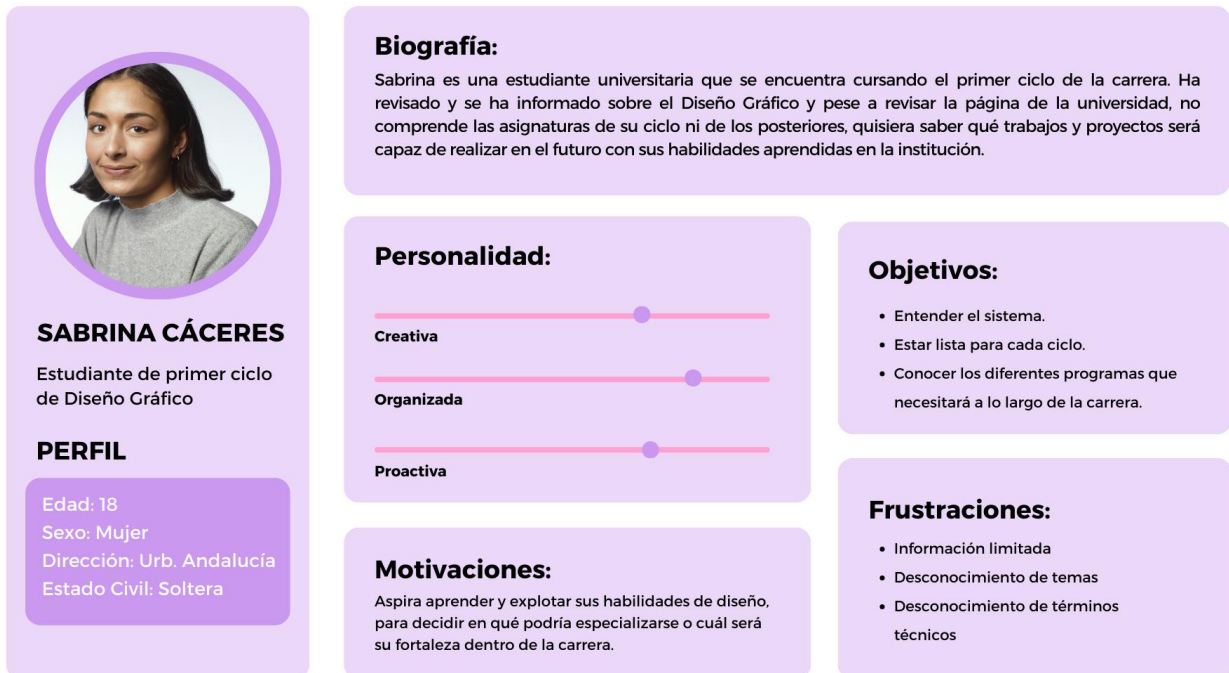 SABRINA CÁCERES
Estudiante de primer ciclo
de Diseño Gráfico
PERFIL
Edad: 18
Sexo: Mujer
Dirección: Urb. Andalucía
Estado Civil: Soltera
Biografía:
Sabrina es una estudiante universitaria que se encuentra cursando el primer ciclo de la carrera. Ha
revisado y se ha informado sobre el Diseño Gráfico y pese a revisar la página de la universidad, no
comprende las asignaturas de su ciclo ni de los posteriores, quisiera saber qué trabajos y proyectos será
capaz de realizar en el futuro con sus habilidades aprendidas en la institución.
Personalidad:
Creativa
Organizada
Proactiva
Motivaciones:
Aspira aprender y explotar sus habilidades de diseño,
para decidir en qué podría especializarse o cuál será
su fortaleza dentro de la carrera.
Objetivos:
• Entender el sistema.
• Estar lista para cada ciclo.
• Conocer los diferentes programas que
necesitará a lo largo de la carrera.
Frustraciones:
• Información limitada
• Desconocimiento de temas
• Desconocimiento de términos
técnicos